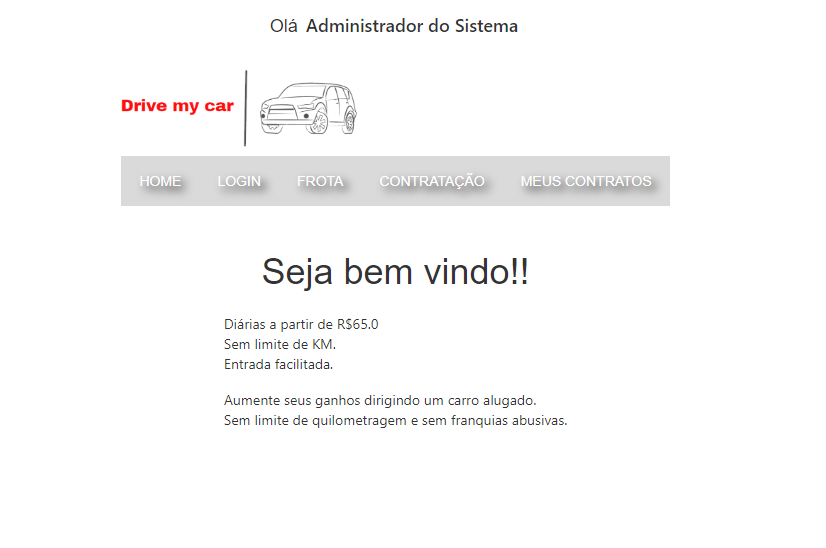 Olá Administrador do Sistema
Drive my car
HOME LOGIN FROTA CONTRATAÇÃO MEUS CONTRATOS
Seja bem vindo!!
Diárias a partir de R$65.0
Sem limite de KM.
Entrada facilitada.
Aumente seus ganhos dirigindo um carro alugado.
Sem limite de quilometragem e sem franquias abusivas.